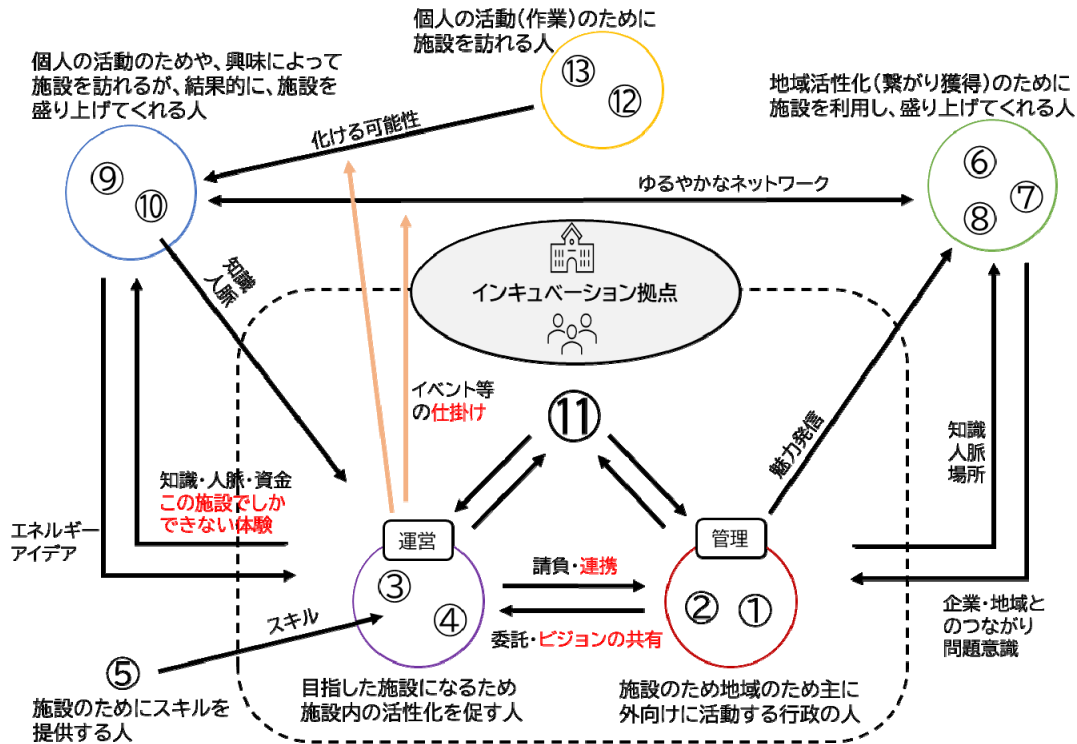 個人の活動(作業)のために
施設を訪れる人
⑬
⑫
個人の活動のためや、興味によって
施設を訪れるが、結果的に、施設を
盛り上げてくれる人
⑨
⑩
地域活性化(繋がり獲得)のために
施設を利用し、盛り上げてくれる人
⑥
⑦
⑧
化ける可能性
ゆるやかなネットワーク
知識
人脈
インキュベーション拠点
イベント等
の仕掛け
⑪
魅力発信
知識
人脈
場所
知識・人脈・資金
この施設でしか
できない体験
エネルギー
アイデア
運営
③
④
管理
②
①
請負・連携
委託・ビジョンの共有
企業・地域と
のつながり
問題意識
スキル
⑤
施設のためにスキルを
提供する人
目指した施設になるため
施設内の活性化を促す人
施設のため地域のため主に
外向けに活動する行政の人